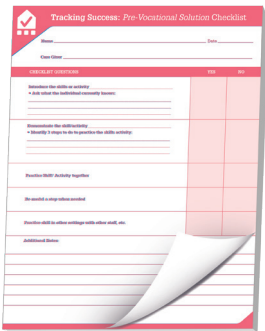 Tracking Success: Pre-Vocational Solution Checklist
Name Date
Case Giver
CHECKLIST QUESTIONS YES NO
Introduce the skills or activity
• Ask what the individual currently knows:
Demonstrate the skill/activity
• Identify 3 steps to do to practice the skills/activity:
Practice Skill/ Activity together
Re-model a step when needed
Practice skill in other settings with other staff, etc.
Additional Notes: